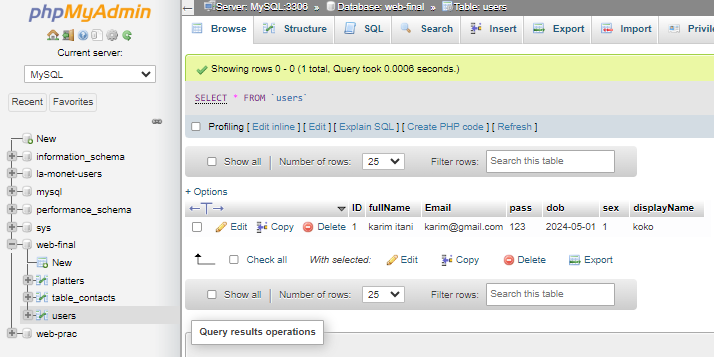 phpMyAdmin
Current server:
MySQL
Recent Favorites
New
information_schema
la-monet-users
mysql
performance_schema
sys
web-final
New
platters
table_contacts
users
web-prac
Server: MySQL:3306 » Database: web-final » Table: users
Browse Structure SQL Search Insert Export Import Privile
Showing rows 0 - 0 (1 total, Query took 0.0006 seconds.)
SELECT * FROM `users`
Profiling [ Edit inline ] [ Edit ] [ Explain SQL ] [ Create PHP code ] [ Refresh ]
Show all Number of rows: 25 Filter rows: Search this table
+ Options
←T→ ID fullName Email pass dob sex displayName
Edit Copy Delete 1 karim itani karim@gmail.com 123 2024-05-01 1 koko
Check all With selected: Edit Copy Delete Export
Show all Number of rows: 25 Filter rows: Search this table
Query results operations